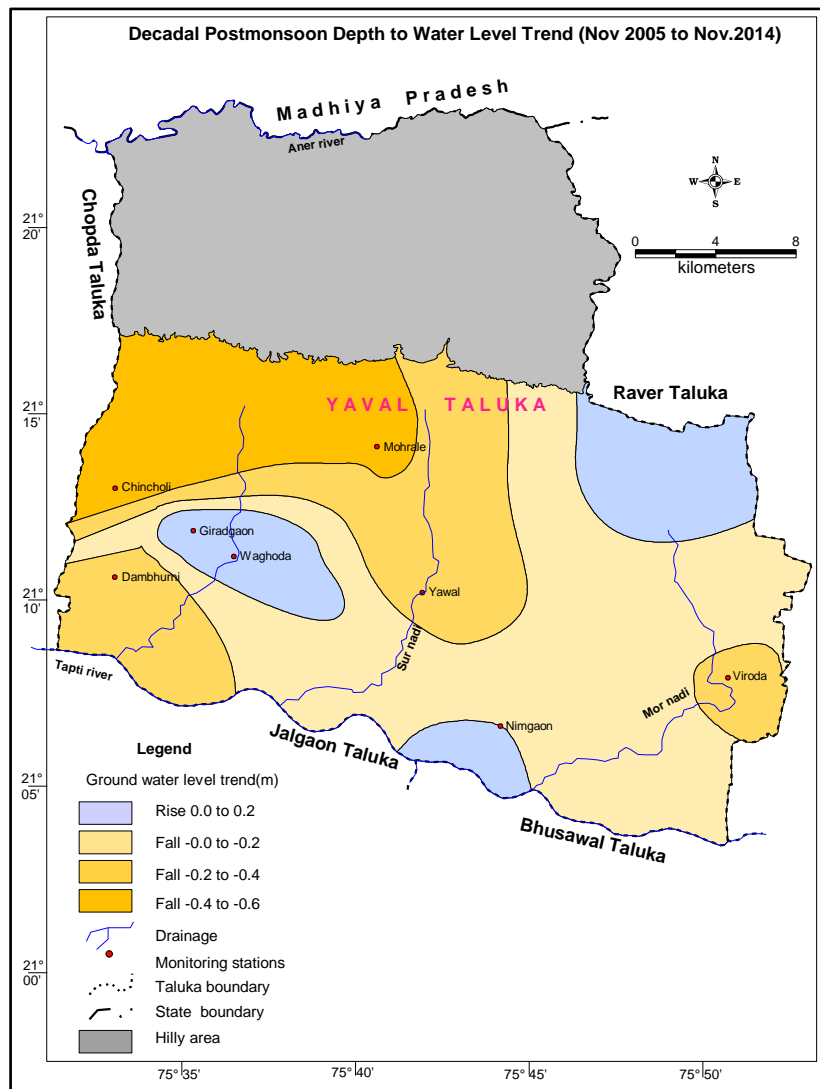 Decadal Postmonsoon Depth to Water Level Trend (Nov 2005 to Nov.2014)
Madhiya Pradesh
Aner river
N
W E
S
Chopda Taluka
21°
20'
0 4 8
kilometers
Raver Taluka
YAVAL TALUKA
21°
15'
Mohrale
Chincholi
Giradgaon
Waghoda
Dambhurni
21°
10'
Yawal
Sur nadi
Tapti river
Viroda
Mor nadi
Nimgaon
Jalgaon Taluka
Bhusawal Taluka
21°
05'
Legend
Ground water level trend(m)
Rise 0.0 to 0.2
Fall -0.0 to -0.2
Fall -0.2 to -0.4
Fall -0.4 to -0.6
Drainage
Monitoring stations
Taluka boundary
State boundary
Hilly area
21°
00'
75° 35' 75° 40' 75° 45' 75° 50'